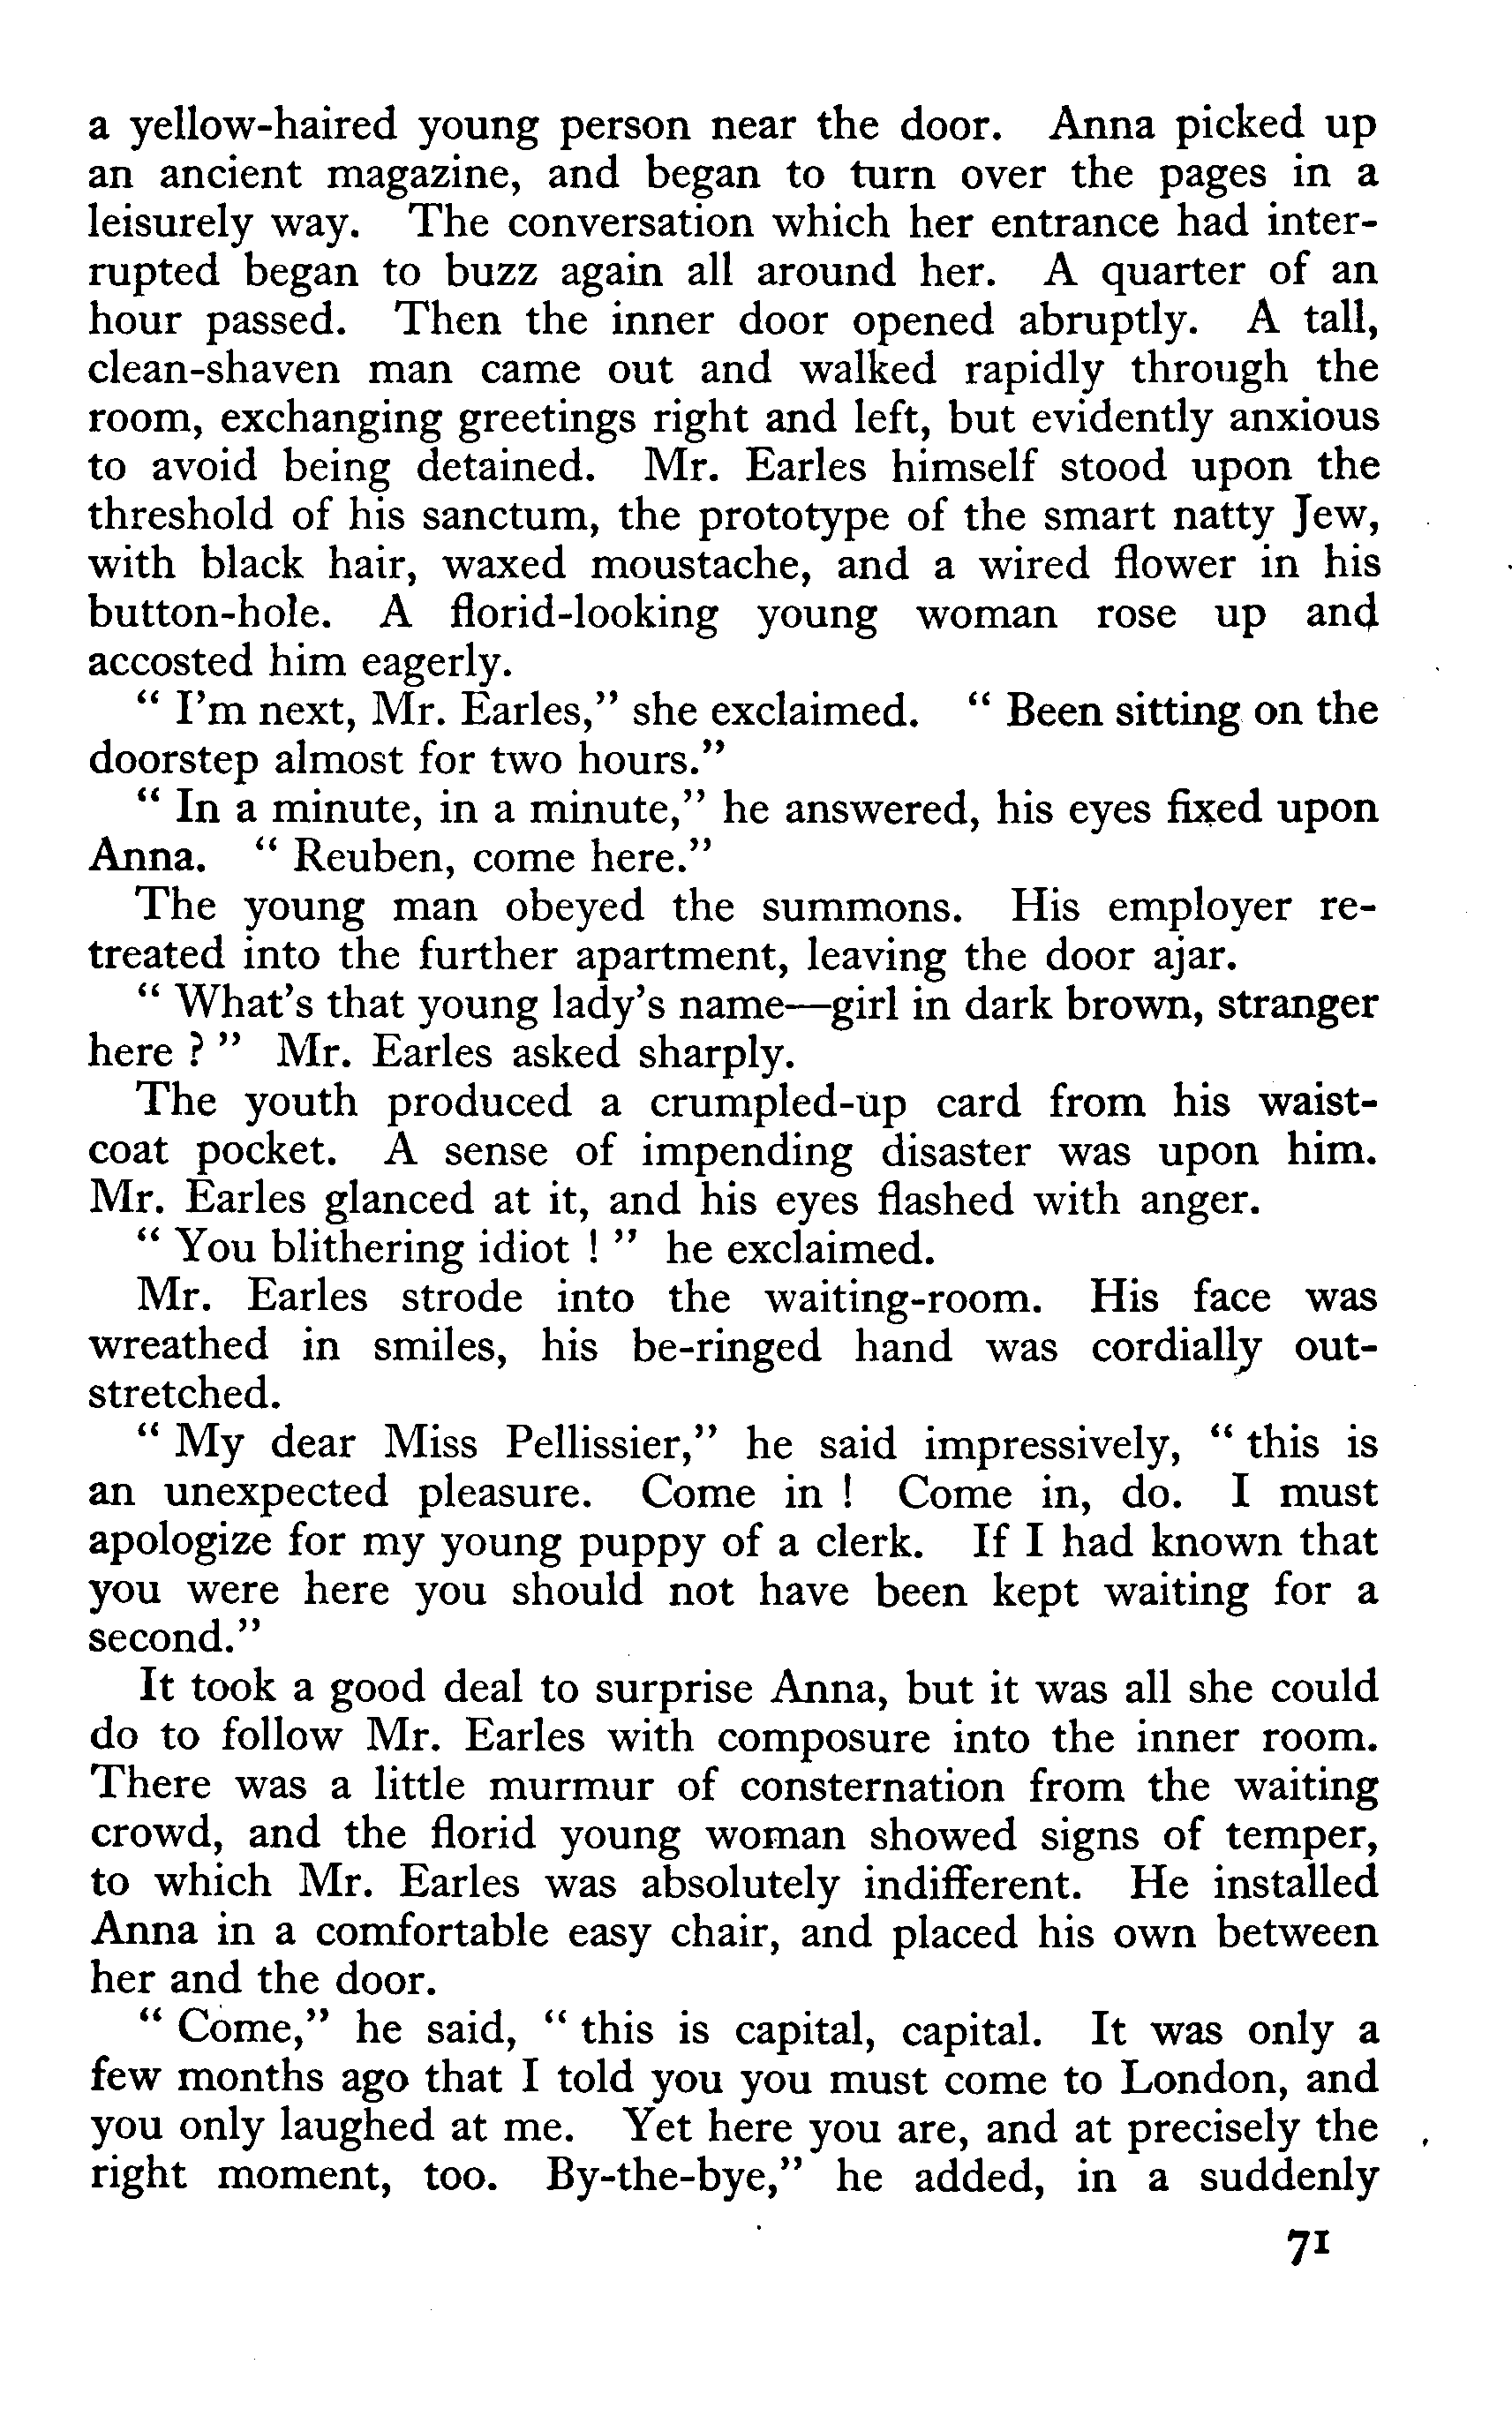 a yellow-haired young person near the door. Anna picked up
an ancient magazine, and began to turn over the pages in a
leisurely way. The conversation which her entrance had inter-
rupted began to buzz again all around her. A quarter of an
hour passed. Then the inner door opened abruptly. A tall,
clean-shaven man came out and walked rapidly through the
room, exchanging greetings right and left, but evidently anxious
to avoid being detained. Mr. Earles himself stood upon the
threshold of his sanctum, the prototype of the smart natty Jew,
with black hair, waxed moustache, and a wired flower in his
button-hole. A florid-looking young woman rose up and
accosted him eagerly.
“ I’m next, Mr. Earles,” she exclaimed. “ Been sitting on the
doorstep almost for two hours.”
“ In a minute, in a minute,” he answered, his eyes fixed upon
Anna. “ Reuben, come here.”
The young man obeyed the summons. His employer re-
treated into the further apartment, leaving the door ajar.
“ What’s that young lady’s name—girl in dark brown, stranger
here ? ” Mr. Earles asked sharply.
The youth produced a crumpled-up card from his waist-
coat pocket. A sense of impending disaster was upon him.
Mr. Earles glanced at it, and his eyes flashed with anger.
“ You blithering idiot ! ” he exclaimed.
Mr. Earles strode into the waiting-room. His face was
wreathed in smiles, his be-ringed hand was cordially out-
stretched.
“ My dear Miss Pellissier,” he said impressively, “ this is
an unexpected pleasure. Come in ! Come in, do. I must
apologize for my young puppy of a clerk. If I had known that
you were here you should not have been kept waiting for a
second.”
It took a good deal to surprise Anna, but it was all she could
do to follow Mr. Earles with composure into the inner room.
There was a little murmur of consternation from the waiting
crowd, and the florid young woman showed signs of temper,
to which Mr. Earles was absolutely indifferent. He installed
Anna in a comfortable easy chair, and placed his own between
her and the door.
“ Come,” he said, “ this is capital, capital. It was only a
few months ago that I told you you must come to London, and
you only laughed at me. Yet here you are, and at precisely the
right moment, too. By-the-bye,” he added, in a suddenly
71